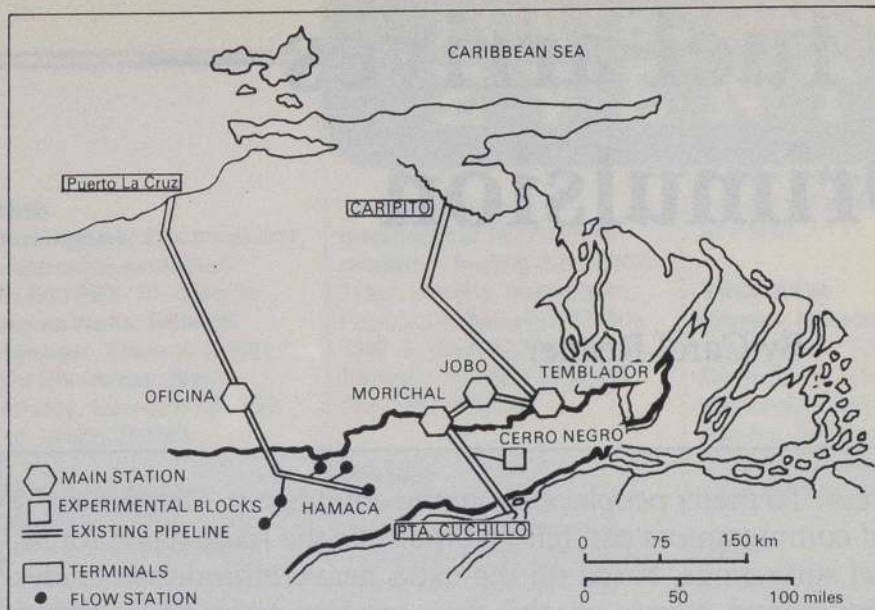 CARIBBEAN SEA
Puerto La Cruz
CARIPITO
JOBO
TEMBLADOR
MORICHAL
OFICINA
CERRO NEGRO
HAMACA
PTA CUCHILLO
MAIN STATION
EXPERIMENTAL BLOCKS
EXISTING PIPELINE
TERMINALS
FLOW STATION
0 75 150 km
0 50 100 miles